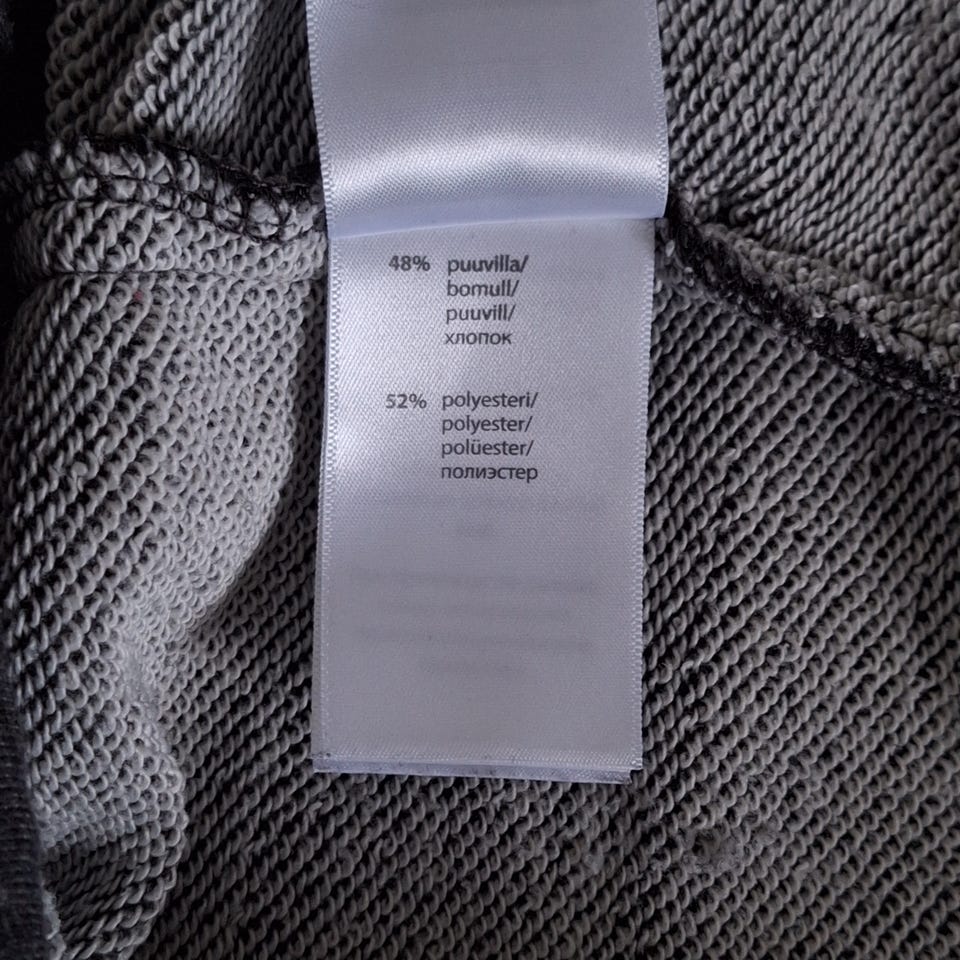 48% puuvilla/
bomull/
puuvill/
хлопок
52% polyesteri/
polyester/
polüester/
полиэстер